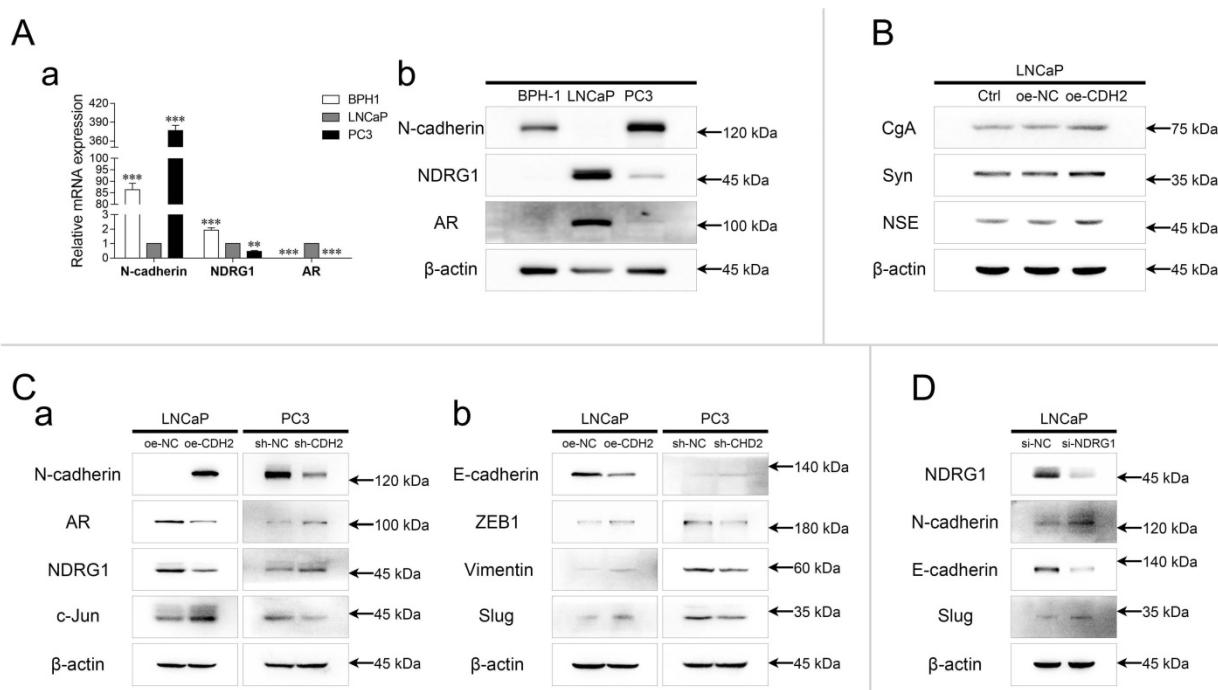 A
B
a
Relative mRNA expression
420
390
360
100
95
90
85
80
2
1
0
***
***
***
**
***
***
N-cadherin NDRG1 AR
BPH1
LNCaP
PC3
b
BPH-1 LNCaP PC3
N-cadherin 120 kDa
NDRG1 45 kDa
AR 100 kDa
β-actin 45 kDa
LNCaP
Ctrl oe-NC oe-CDH2
CgA 75 kDa
Syn 35 kDa
NSE 45 kDa
β-actin 45 kDa
C
a
LNCaP PC3
oe-NC oe-CDH2 sh-NC sh-CDH2
N-cadherin 120 kDa
AR 100 kDa
NDRG1 45 kDa
c-Jun 45 kDa
β-actin 45 kDa
b
LNCaP PC3
oe-NC oe-CDH2 sh-NC sh-CHD2
E-cadherin 140 kDa
ZEB1 180 kDa
Vimentin 60 kDa
Slug 35 kDa
β-actin 45 kDa
D
LNCaP
si-NC si-NDRG1
NDRG1 45 kDa
N-cadherin 120 kDa
E-cadherin 140 kDa
Slug 35 kDa
β-actin 45 kDa